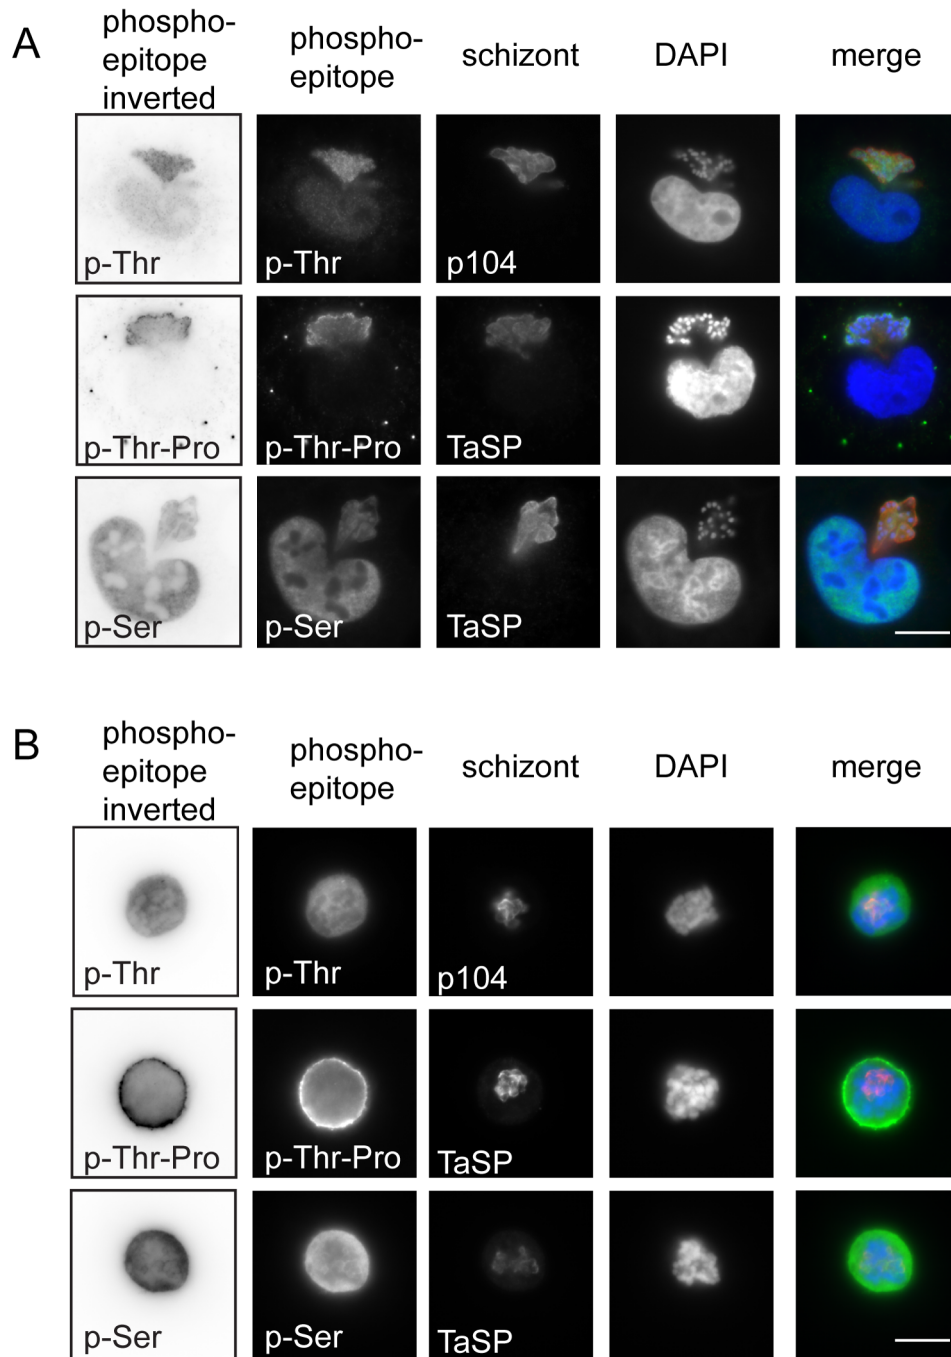 A
phospho-
epitope
inverted
phospho-
epitope
schizont
DAPI
merge
p-Thr
p-Thr
p104
p-Thr-Pro
p-Thr-Pro
TaSP
p-Ser
p-Ser
TaSP
B
phospho-
epitope
inverted
phospho-
epitope
schizont
DAPI
merge
p-Thr
p-Thr
p104
p-Thr-Pro
p-Thr-Pro
TaSP
p-Ser
p-Ser
TaSP